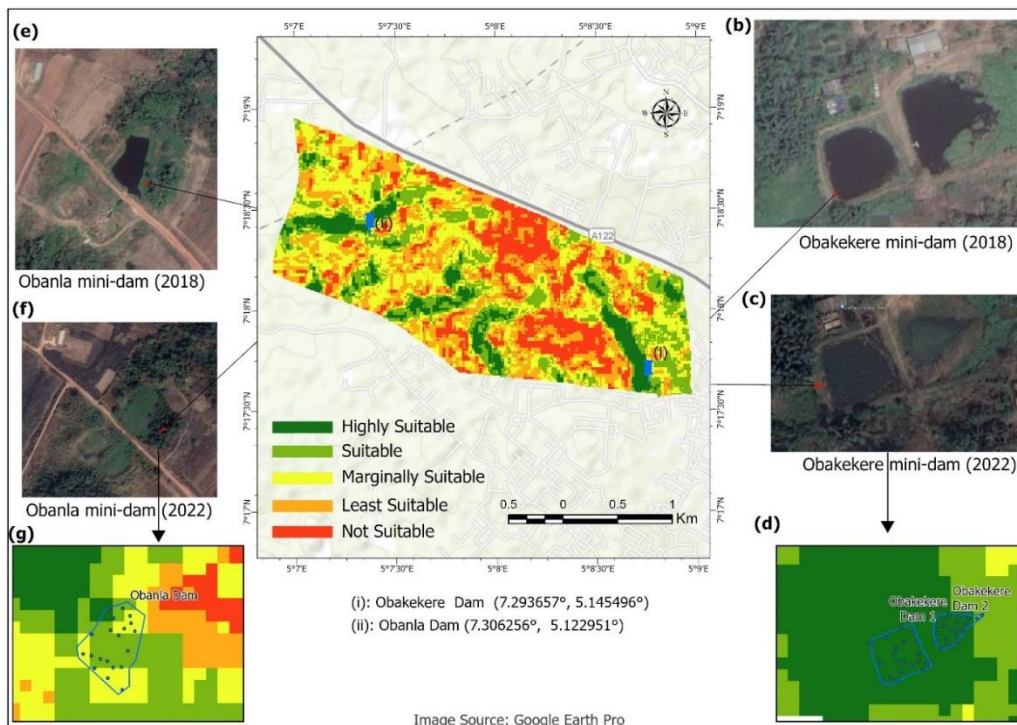 (e)
Obanla mini-dam (2018)
(f)
Obanla mini-dam (2022)
(g)
Obanla Dam
5°7'E 5°7'30"E 5°8'E 5°8'30"E 5°9'E
7°19'N
7°18'30"N
7°18'N
7°17'30"N
7°17'N
7°19'N
7°18'30"N
7°18'N
7°17'30"N
7°17'N
N
W E
S
A122
(ii)
(i)
Highly Suitable
Suitable
Marginally Suitable
Least Suitable
Not Suitable
0.5 0 0.5 1
Km
5°7'E 5°7'30"E 5°8'E 5°8'30"E 5°9'E
(i): Obakekere Dam (7.293657°, 5.145496°)
(ii): Obanla Dam (7.306256°, 5.122951°)
Image Source: Google Earth Pro
(b)
Obakekere mini-dam (2018)
(c)
Obakekere mini-dam (2022)
(d)
Obakekere
Dam 1
Obakekere
Dam 2